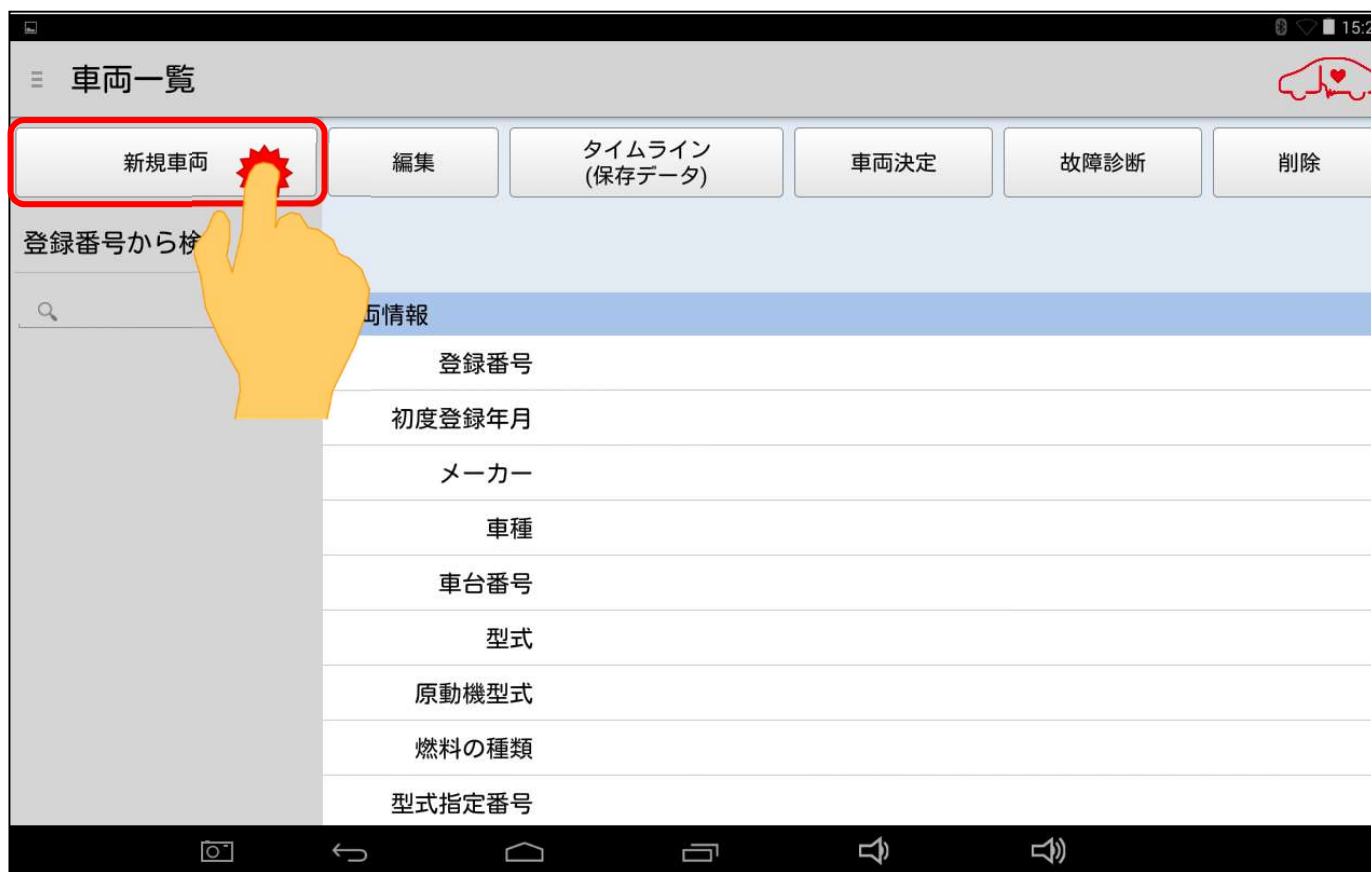 15:2
車両一覧
新規車両
編集
タイムライン
(保存データ)
車両決定
故障診断
削除
登録番号から検
両情報
登録番号
初度登録年月
メーカー
車種
車台番号
型式
原動機型式
燃料の種類
型式指定番号